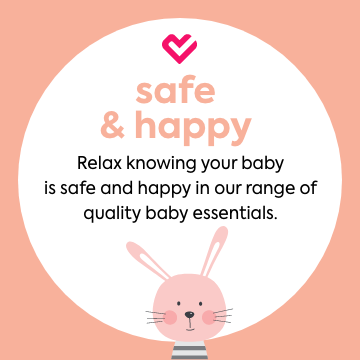 safe
& happy
Relax knowing your baby
is safe and happy in our range of
quality baby essentials.